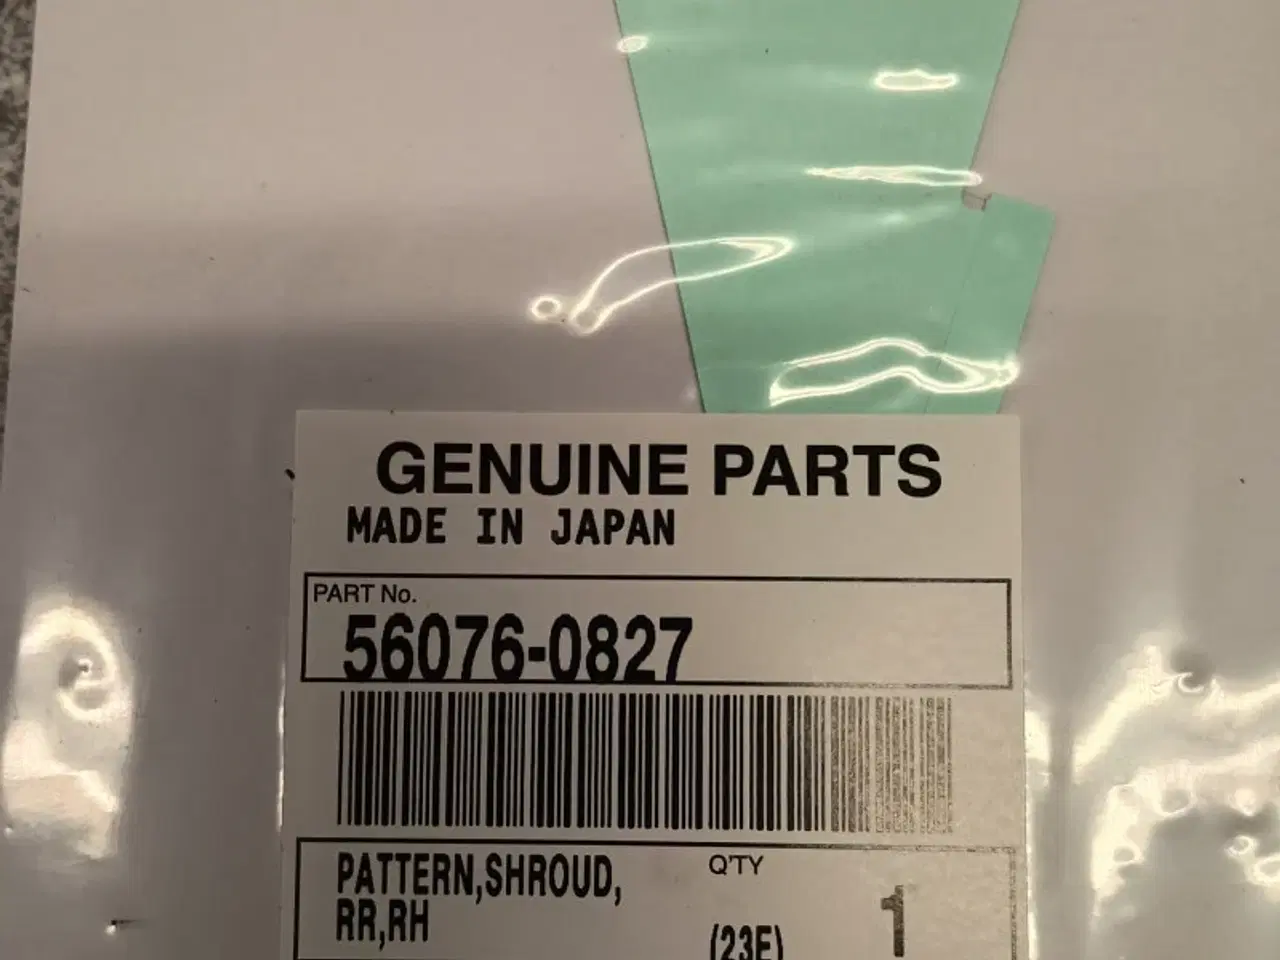 GENUINE PARTS
MADE IN JAPAN
PART No.
56076-0827
PATTERN,SHROUD,
RR,RH
Q'TY
1
(23E)